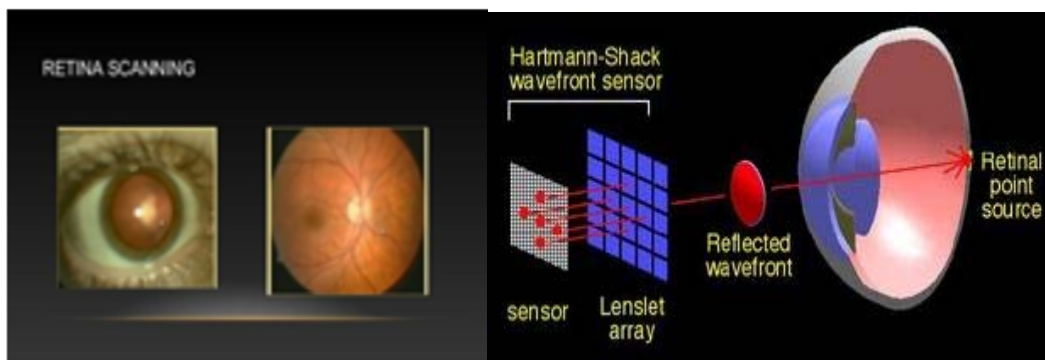 RETINA SCANNING
Hartmann-Shack
wavefront sensor
Retinal
point
source
Reflected
wavefront
sensor
Lenslet
array